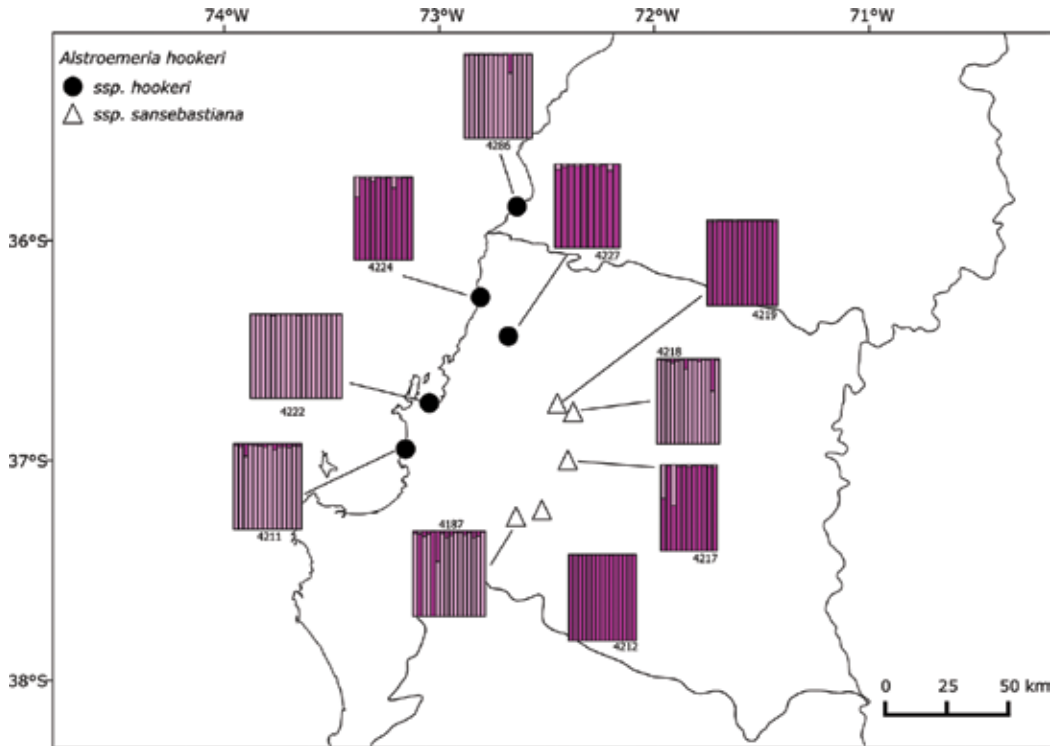 74°W 73°W 72°W 71°W
Alstroemeria hookeri
ssp. hookeri
ssp. sansebastiana
4286
36°S
4224
4227
4219
4218
4222
37°S
4211
4187
4217
4212
38°S
0 25 50 km